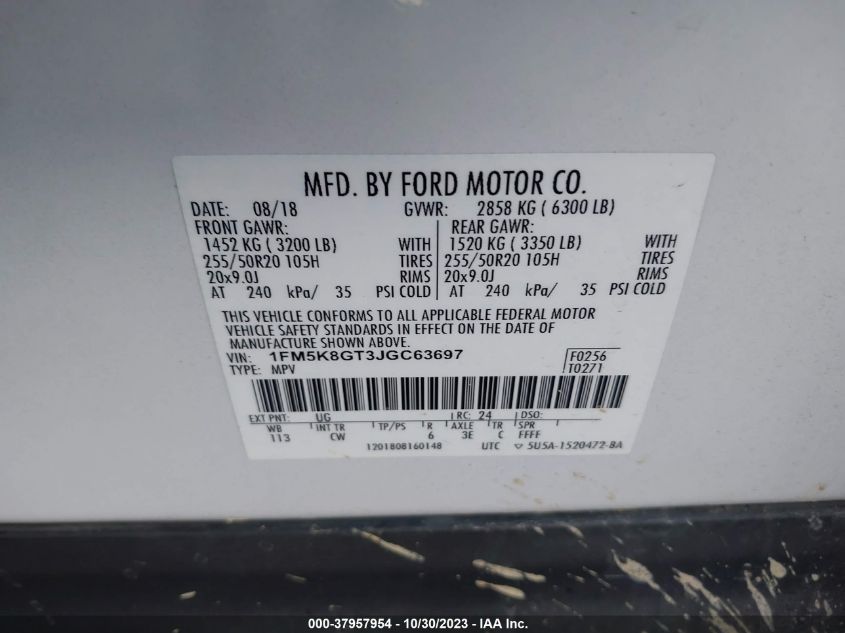 MFD. BY FORD MOTOR CO.
DATE: 08/18 GVWR: 2858 KG ( 6300 LB)
FRONT GAWR: REAR GAWR:
1452 KG ( 3200 LB) WITH 1520 KG ( 3350 LB) WITH
255/50R20 105H TIRES 255/50R20 105H TIRES
20x9.0J RIMS 20x9.0J RIMS
AT 240 kPa/ 35 PSI COLD AT 240 kPa/ 35 PSI COLD
THIS VEHICLE CONFORMS TO ALL APPLICABLE FEDERAL MOTOR
VEHICLE SAFETY STANDARDS IN EFFECT ON THE DATE OF
MANUFACTURE SHOWN ABOVE.
VIN: 1FM5K8GT3JGC63697 F0256
TYPE: MPV T0271
EXT PNT: UG RC: 24 DSO:
WB INT TR TP/PS R AXLE TR SPR
113 CW 6 3E C FFFF
1201808160148 UTC 5U5A-1520472-BA
000-37957954 • 10/30/2023 - IAA Inc.